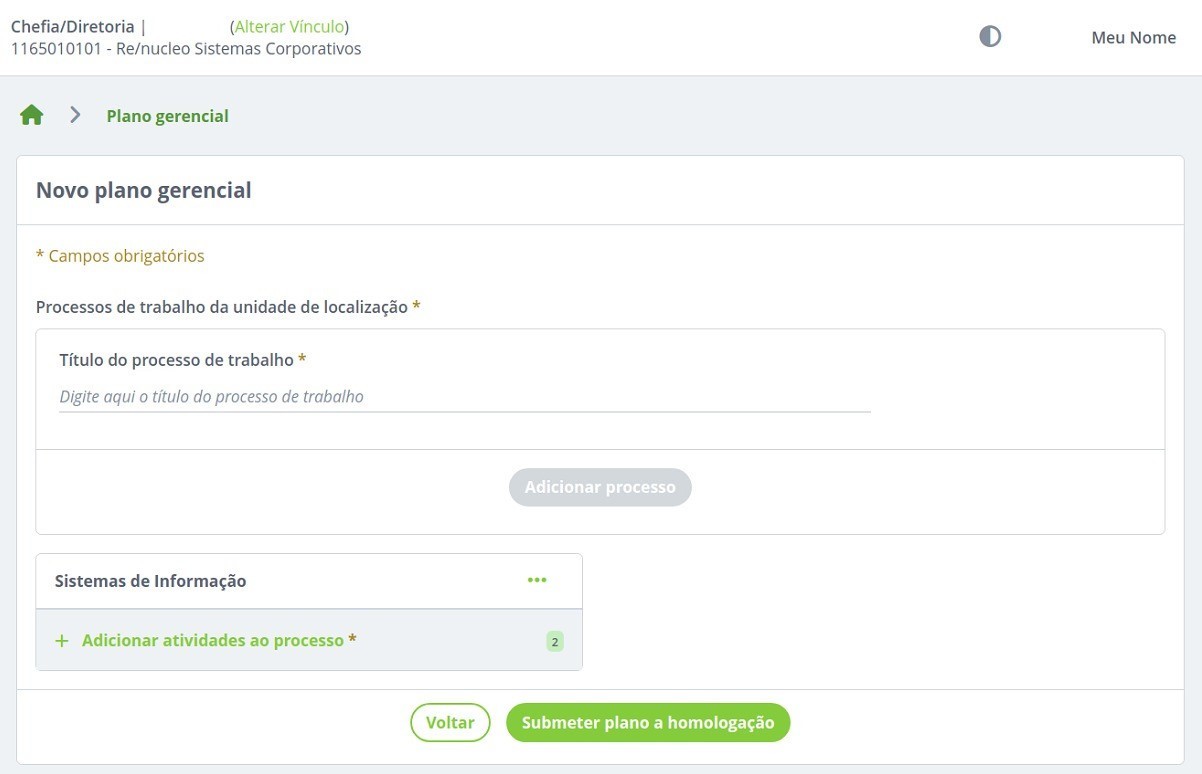 Chefia/Diretoria | (Alterar Vínculo)
1165010101 - Re/nucleo Sistemas Corporativos
Meu Nome
Plano gerencial
Novo plano gerencial
* Campos obrigatórios
Processos de trabalho da unidade de localização *
Título do processo de trabalho *
Digite aqui o título do processo de trabalho
Adicionar processo
Sistemas de Informação
+ Adicionar atividades ao processo * 2
Voltar
Submeter plano a homologação